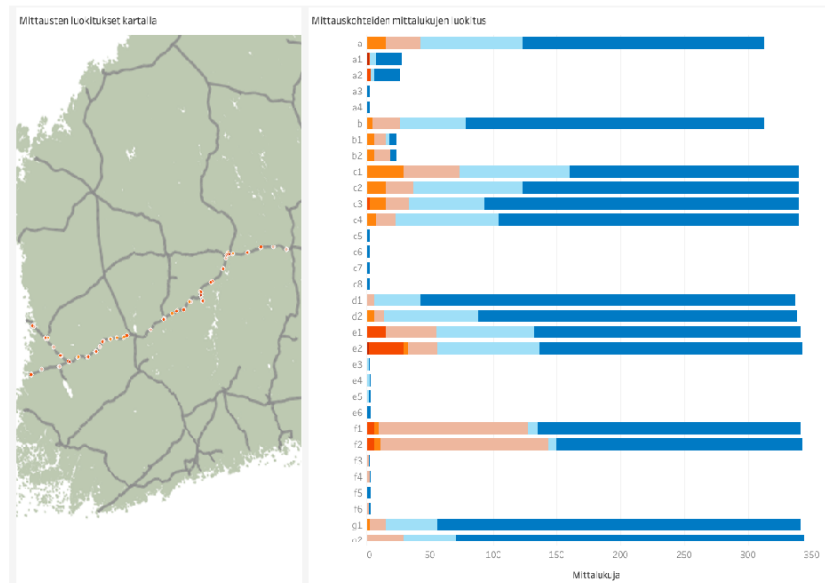 Mittausten luokitukset kartalla
Mittauskohteiden mittalukujen luokitus
a
a1
a2
a3
a4
b
b1
b2
c1
c2
c3
c4
c5
c6
c7
c8
d1
d2
e1
e2
e3
e4
e5
e6
f1
f2
f3
f4
f5
f6
g1
g2
0 50 100 150 200 250 300 350
Mittalukuja